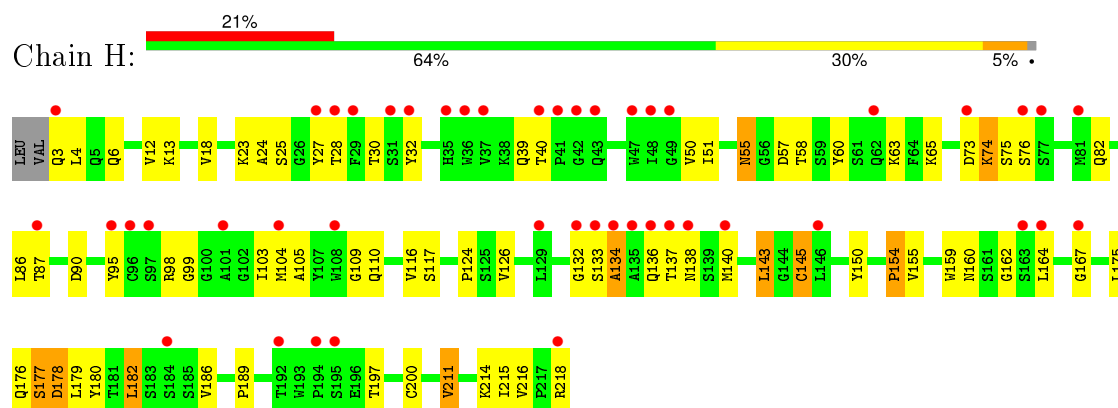 21%
Chain H:
64% 30% 5% •
LEU VAL Q3 L4 Q5 Q6 V12 K13 V18 K23 A24 S25 G26 Y27 T28 F29 T30 S31 Y32 H35 W36 V37 K38 Q39 T40 P41 G42 Q43 W47 I48 G49 V50 I51 N55 G56 D57 T58 S59 Y60 S61 Q62 K63 F64 K65 D73 K74 S75 S76 S77 M81 Q82
L86 T87 D90 Y95 C96 S97 R98 G99 G100 A101 G102 I103 M104 A105 Y107 W108 G109 Q110 V116 S117 P124 S125 V126 L129 G132 S133 A134 A135 Q136 T137 N138 S139 M140 L143 G144 C145 L146 Y150 P154 V155 W159 N160 S161 G162 S163 L164 G167 L175
Q176 S177 D178 L179 Y180 T181 L182 S183 S184 S185 V186 P189 T192 W193 P194 S195 E196 T197 C200 V211 K214 I215 V216 P217 R218